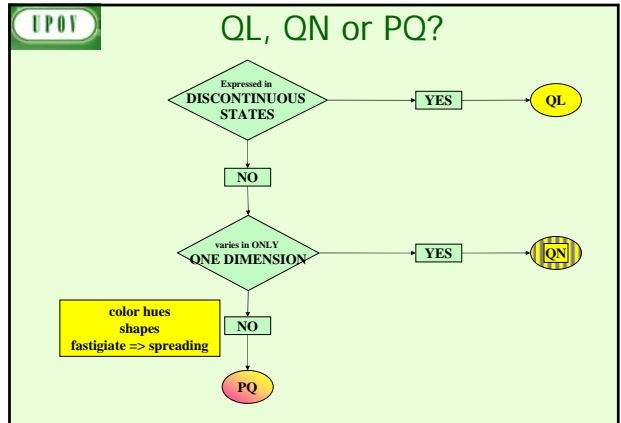 UPOV
QL, QN or PQ?
Expressed in
DISCONTINUOUS
STATES
YES
QL
NO
varies in ONLY
ONE DIMENSION
YES
QN
color hues
shapes
fastigiate => spreading
NO
PQ